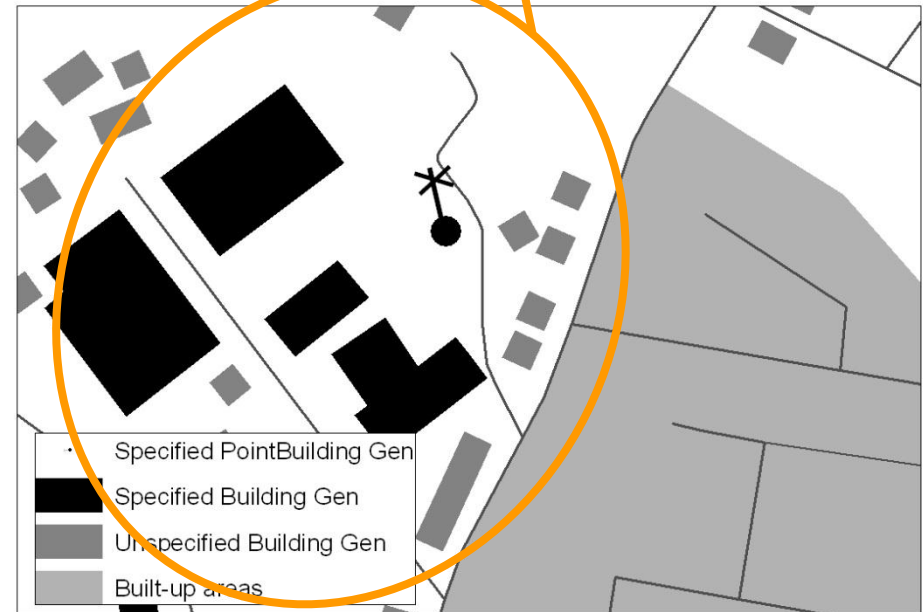 Specified PointBuilding Gen
Specified Building Gen
Unspecified Building Gen
Built-up areas